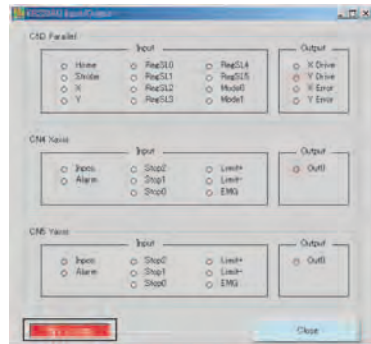 Input/Output
CN3 Parallel
Input
Output
Home RegSL0 RegSL4 X Drive
Strobe RegSL1 RegSL5 Y Drive
X RegSL2 Mode0 X Error
Y RegSL3 Mode1 Y Error
CN4 Xaxis
Input
Output
Inpos Stop2 Limit+ Out0
Alarm Stop1 Limit-
Stop0 EMG
CN5 Yaxis
Input
Output
Inpos Stop2 Limit+ Out0
Alarm Stop1 Limit-
Stop0 EMG
Close